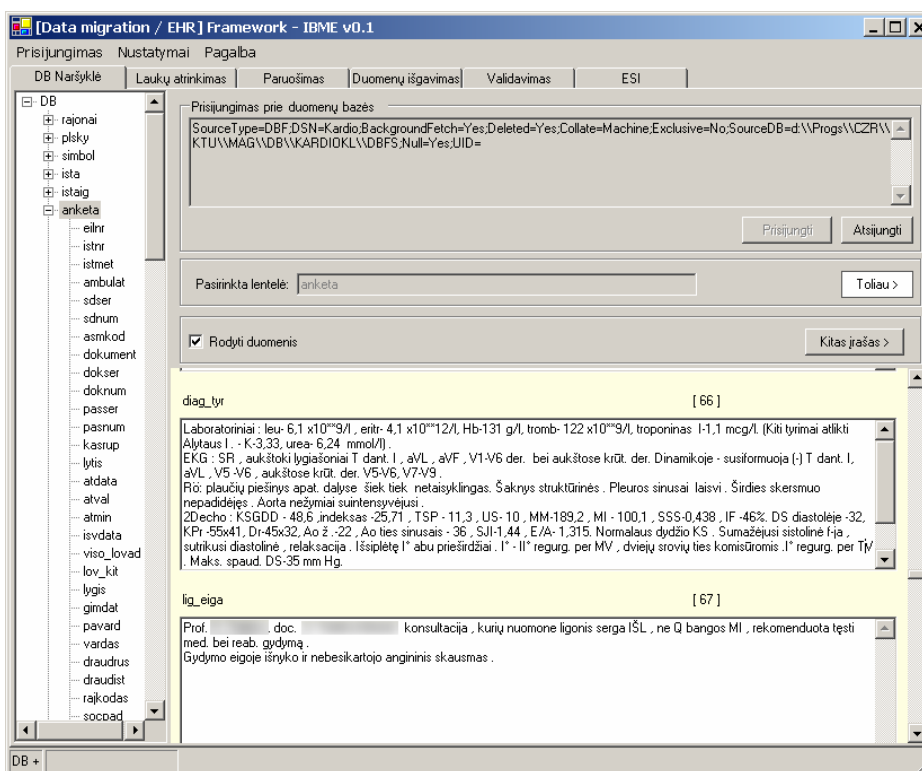 [Data migration / EHR] Framework - IBME v0.1
Prisijungimas Nustatymai Pagalba
DB Naršyklė Laukų atrinkimas Paruošimas Duomenų išgavimas Validavimas ESI
DB
rajonai
plsky
simbol
ista
istaig
anketa
eilnr
istnr
istmet
ambulat
sdser
sdnum
asmkod
dokument
dokser
doknum
passer
pasnum
kasrup
lytis
atdata
atval
atmin
isvdata
viso_lovad
lov_kit
lygis
gimdat
pavard
vardas
draudrus
draudist
rajkodas
socpad
Prisijungimas prie duomenų bazės
SourceType=DBF;DSN=Kardio;BackgroundFetch=Yes;Deleted=Yes;Collate=Machine;Exclusive=No;SourceDB=d:\\Progs\\CZR\\
KTU\\MAG\\DB\\KARDIOKL\\DBFS;Null=Yes;UID=
Prisijungti Atsijungti
Pasirinkta lentelė: anketa Toliau >
Rodyti duomenis Kitas įrašas >
diag_tyr [ 66 ]
Laboratoriniai : leu- 6,1 x10**9/l , eritr- 4,1 x10**12/l, Hb-131 g/l, tromb- 122 x10**9/l, troponinas I-1,1 mcg/l. (Kiti tyrimai atlikti
Alytaus l . - K-3,33, urea- 6,24 mmol/l) .
EKG : SR , aukštoki lygiašoniai T dant. I , aVL , aVF , V1-V6 der. bei aukštose krūt. der. Dinamikoje - susiformuoja (-) T dant. I,
aVL , V5 -V6 , aukštose krūt. der. V5-V6, V7-V9 .
Rö: plaučių piešinys apat. dalyse šiek tiek netaisyklingas. Šaknys struktūrinės . Pleuros sinusai laisvi . Širdies skersmuo
nepadidėjęs . Aorta nežymiai suintensyvėjusi .
2Decho : KSGDD - 48,6 ,indeksas -25,71 , TSP - 11,3 , US- 10 , MM-189,2 , MI - 100,1 , SSS-0,438 , IF -46%. DS diastolėje -32,
KPr -55x41, Dr-45x32, Ao ž .-22 , Ao ties sinusais - 36 , SJI-1,44 , E/A- 1,315. Normalaus dydžio KS . Sumažėjusi sistolinė f-ja ,
sutrikusi diastolinė , relaksacija . Išsiplėtę I* abu prieširdžiai . I* - II* regurg. per MV , dviejų srovių ties komisūromis .I* regurg. per TV
. Maks. spaud. DS-35 mm Hg.
lig_eiga [ 67 ]
Prof. , doc. konsultacija , kurių nuomone ligonis serga IŠL , ne Q bangos MI , rekomenduota tęsti
med. bei reab. gydymą .
Gydymo eigoje išnyko ir nebesikartojo angininis skausmas .
DB +